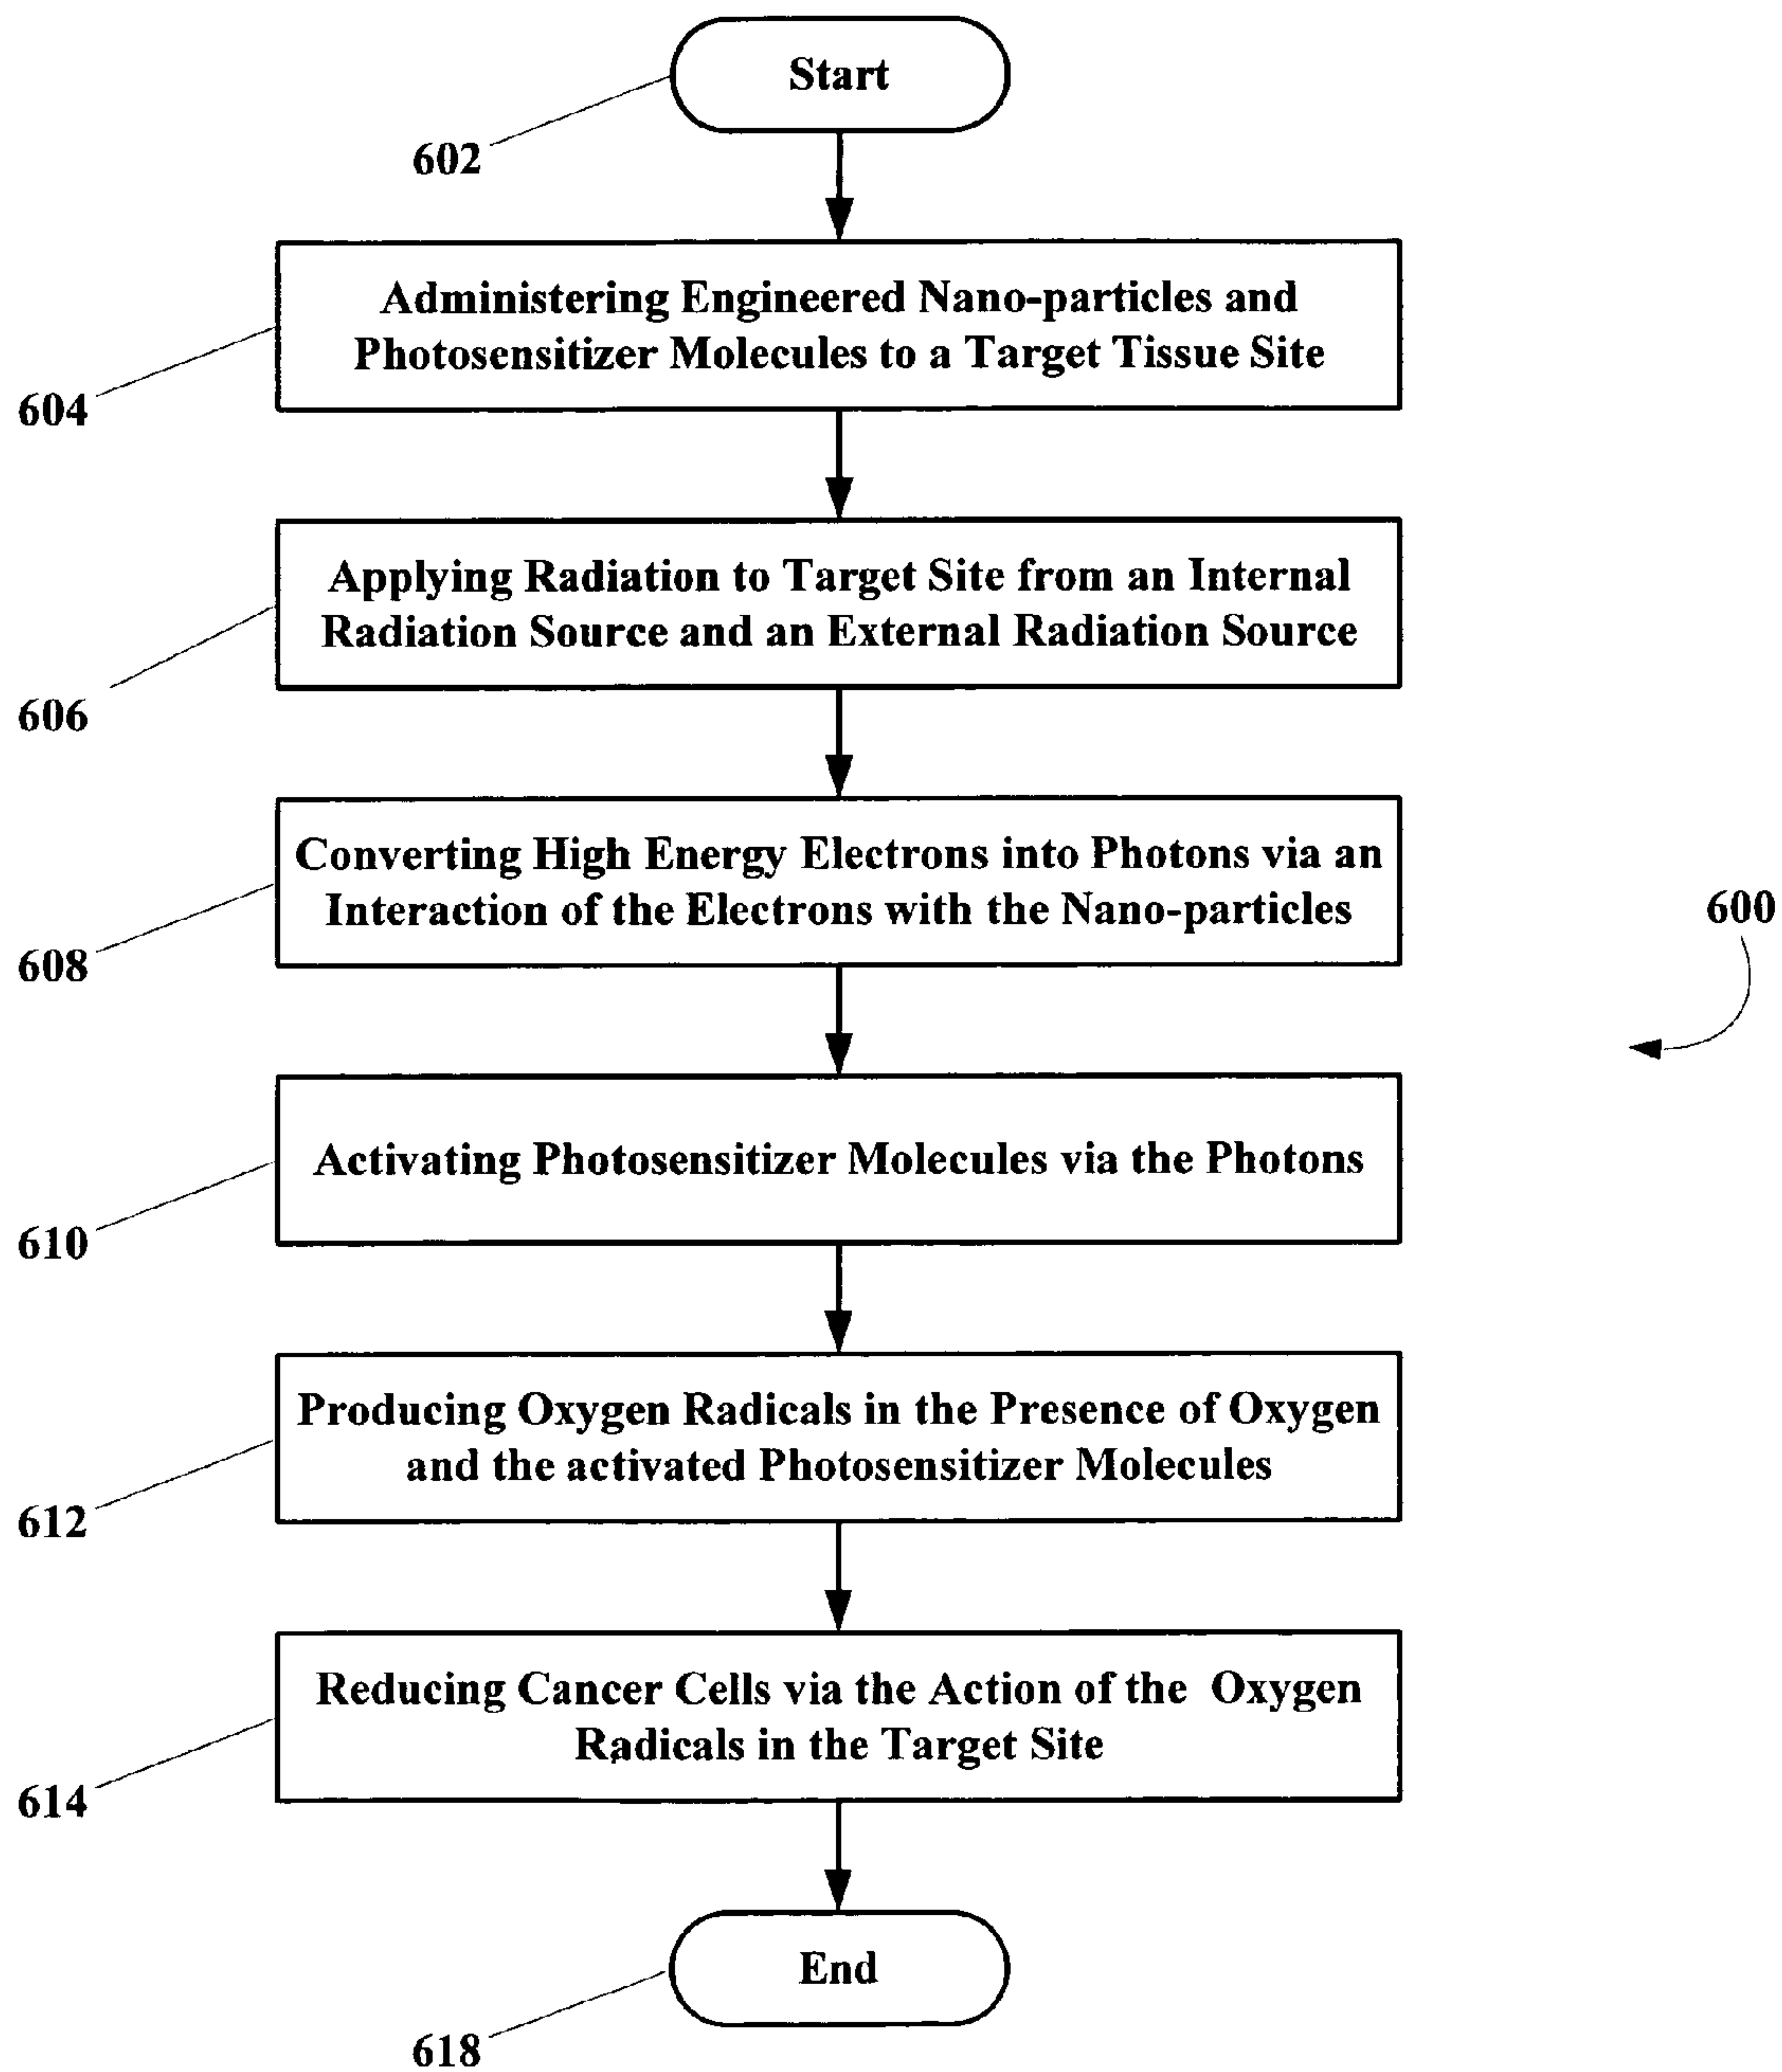 Start
602
Administering Engineered Nano-particles and
Photosensitizer Molecules to a Target Tissue Site
604
Applying Radiation to Target Site from an Internal
Radiation Source and an External Radiation Source
606
Converting High Energy Electrons into Photons via an
Interaction of the Electrons with the Nano-particles
608
600
Activating Photosensitizer Molecules via the Photons
610
Producing Oxygen Radicals in the Presence of Oxygen
and the activated Photosensitizer Molecules
612
Reducing Cancer Cells via the Action of the Oxygen
Radicals in the Target Site
614
End
618